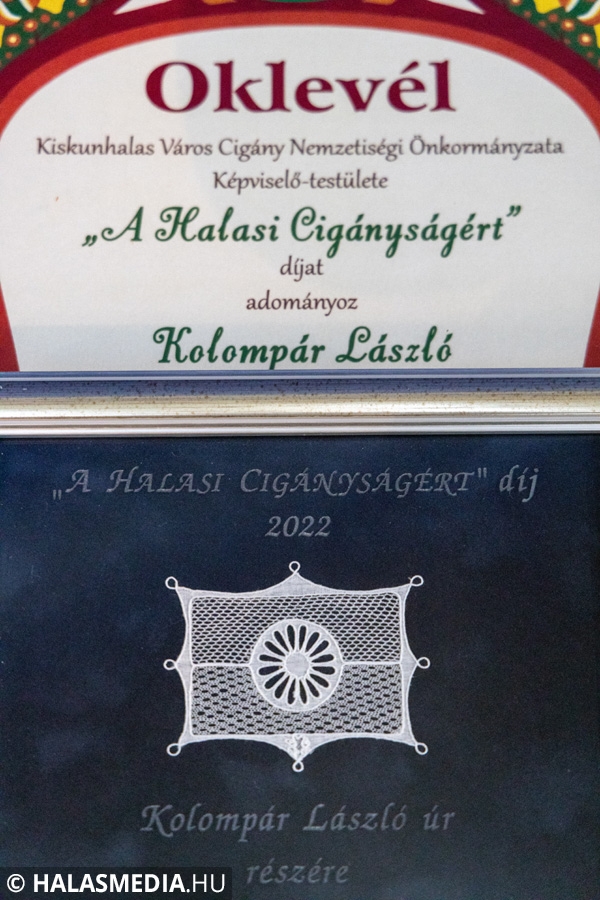 Oklevél
Kiskunhalas Város Cigány Nemzetiségi Önkormányzata
Képviselő-testülete
„A Halasi Cigányságért”
díjat
adományoz
Kolompár László
„A HALASI CIGÁNYSÁGÉRT" díj
2022
Kolompár László úr
részére
© HALASMEDIA.HU